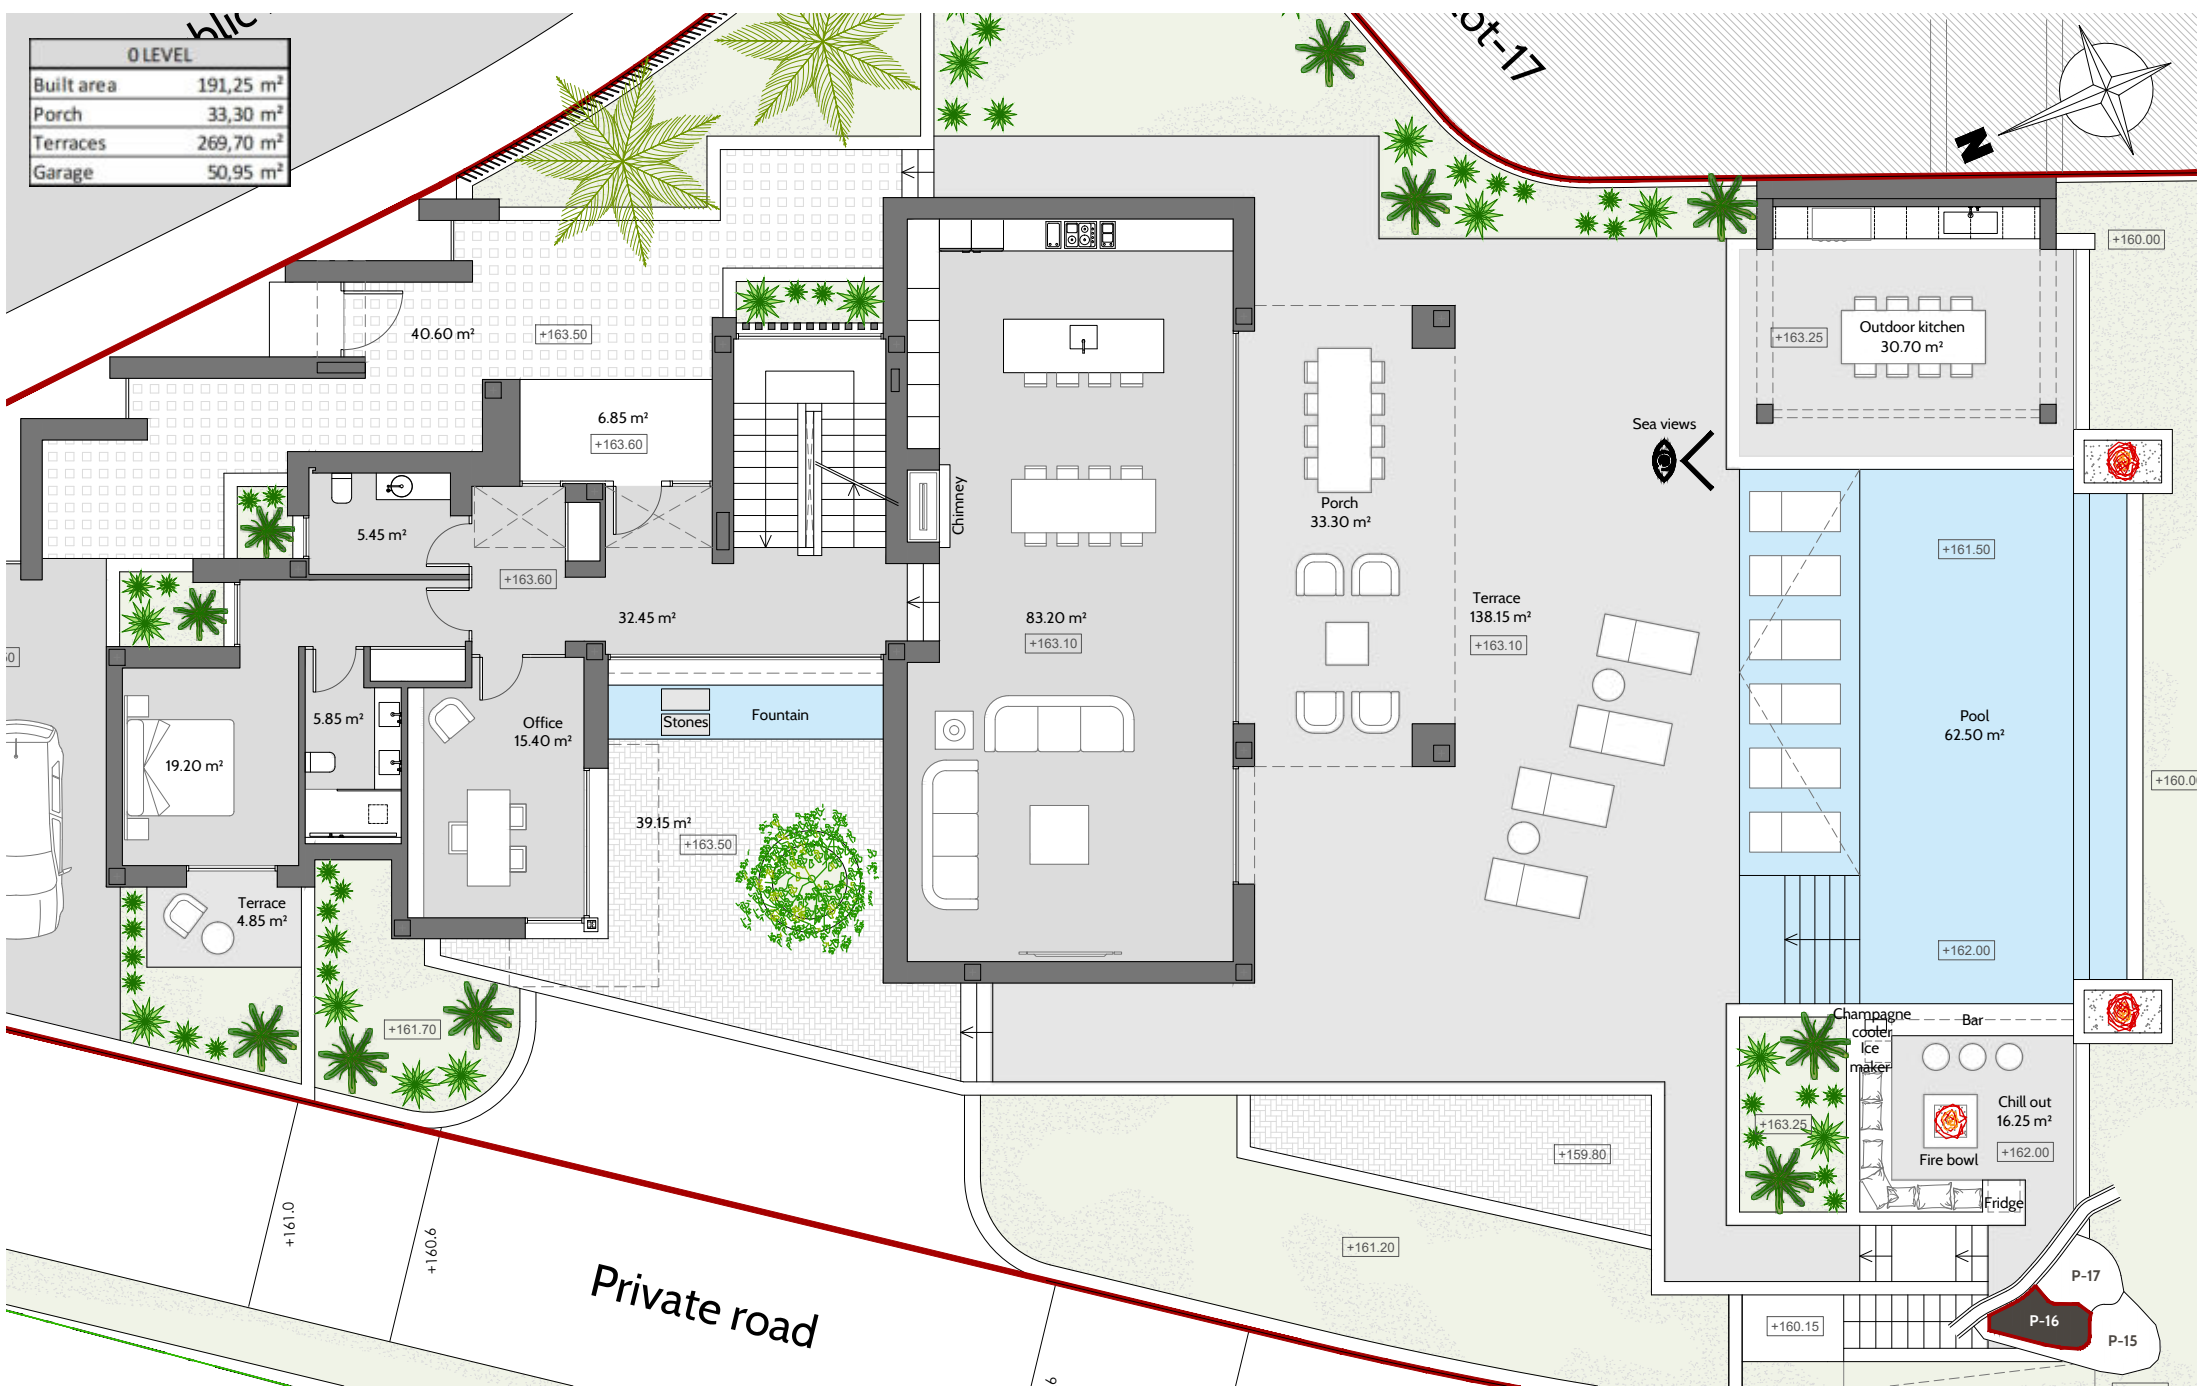 0 LEVEL
Built area 191,25 m²
Porch 33,30 m²
Terraces 269,70 m²
Garage 50,95 m²
ot-17
N
+160.00
40.60 m²
+163.50
6.85 m²
+163.60
5.45 m²
+163.60
32.45 m²
Chimney
83.20 m²
+163.10
Porch
33.30 m²
Terrace
138.15 m²
+163.10
Sea views
+163.25
Outdoor kitchen
30.70 m²
+161.50
Pool
62.50 m²
+162.00
+160.0
19.20 m²
5.85 m²
Office
15.40 m²
Stones
Fountain
39.15 m²
+163.50
Terrace
4.85 m²
+161.70
Champagne
cooler
Ice
maker
Bar
Chill out
16.25 m²
+162.00
Fire bowl
Fridge
+163.25
+159.80
+161.20
+160.15
+161.0
+160.6
Private road
P-17
P-16
P-15